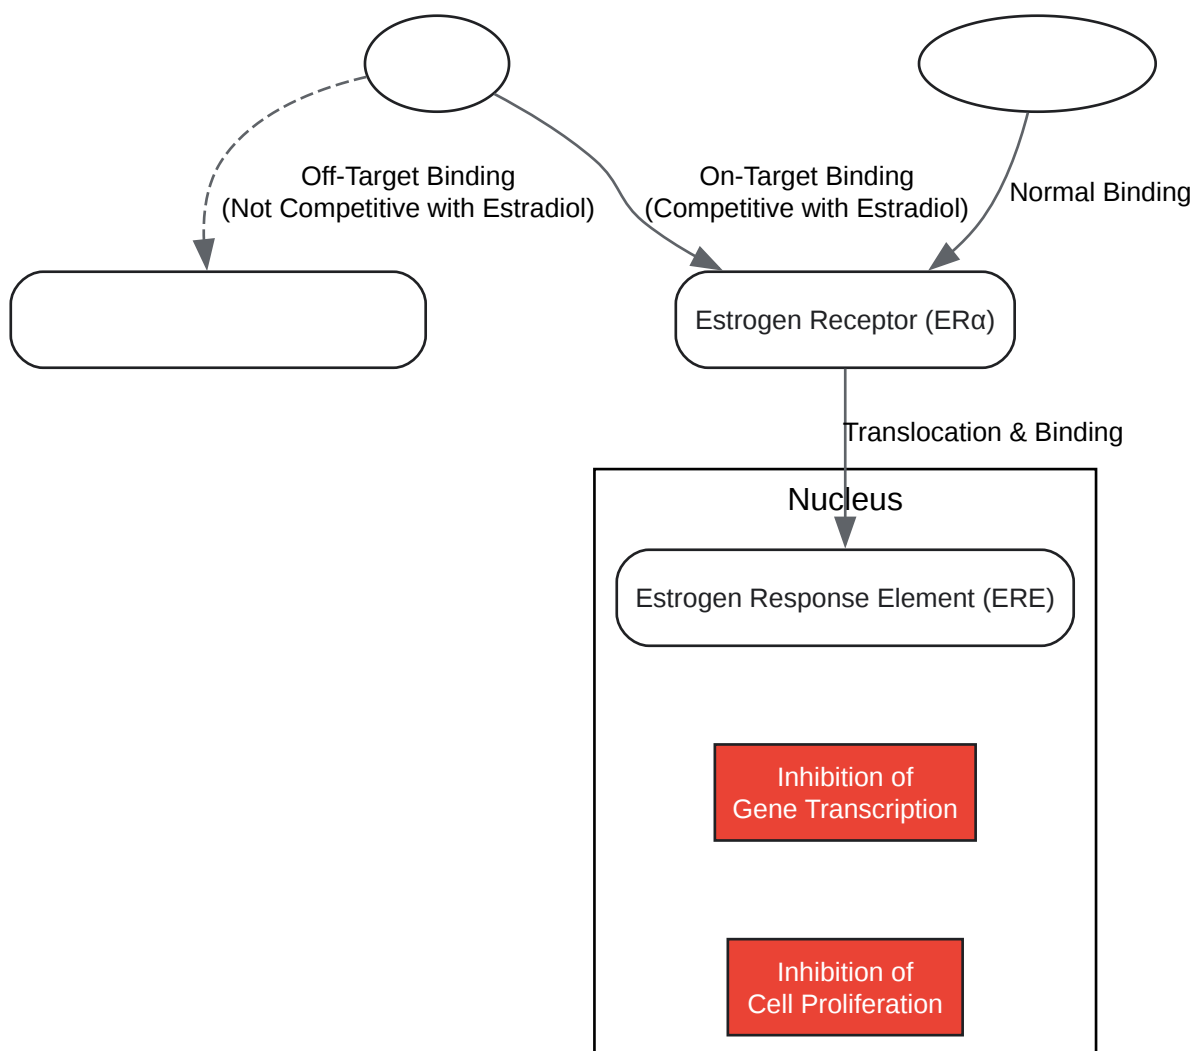 Off-Target Binding
(Not Competitive with Estradiol)
On-Target Binding
(Competitive with Estradiol)
Normal Binding
Estrogen Receptor (ERα)
Translocation & Binding
Nucleus
Estrogen Response Element (ERE)
Inhibition of
Gene Transcription
Inhibition of
Cell Proliferation